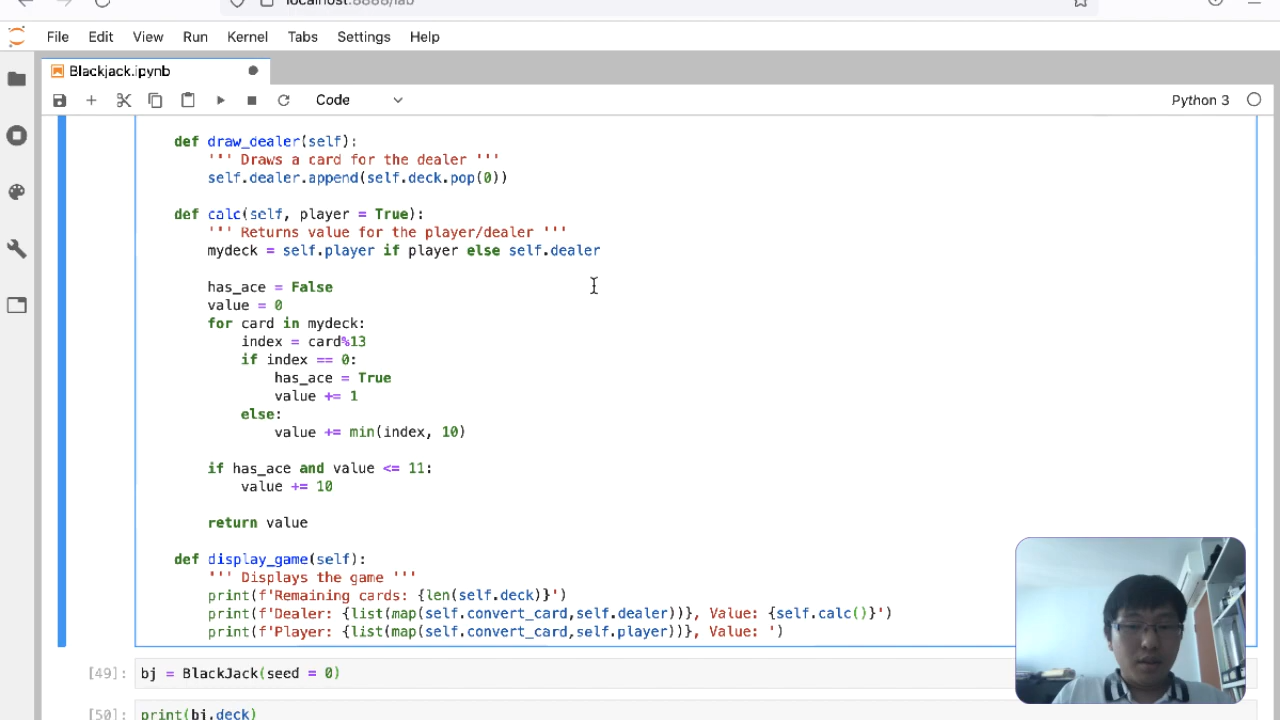 localhost:8888/lab
File Edit View Run Kernel Tabs Settings Help
Blackjack.ipynb
Code
Python 3
def draw_dealer(self):
''' Draws a card for the dealer '''
self.dealer.append(self.deck.pop(0))
def calc(self, player = True):
''' Returns value for the player/dealer '''
mydeck = self.player if player else self.dealer
has_ace = False
value = 0
for card in mydeck:
index = card%13
if index == 0:
has_ace = True
value += 1
else:
value += min(index, 10)
if has_ace and value <= 11:
value += 10
return value
def display_game(self):
''' Displays the game '''
print(f'Remaining cards: {len(self.deck)}')
print(f'Dealer: {list(map(self.convert_card,self.dealer))}, Value: {self.calc()}')
print(f'Player: {list(map(self.convert_card,self.player))}, Value: ')
[49]: bj = BlackJack(seed = 0)
[50]: print(bj.deck)